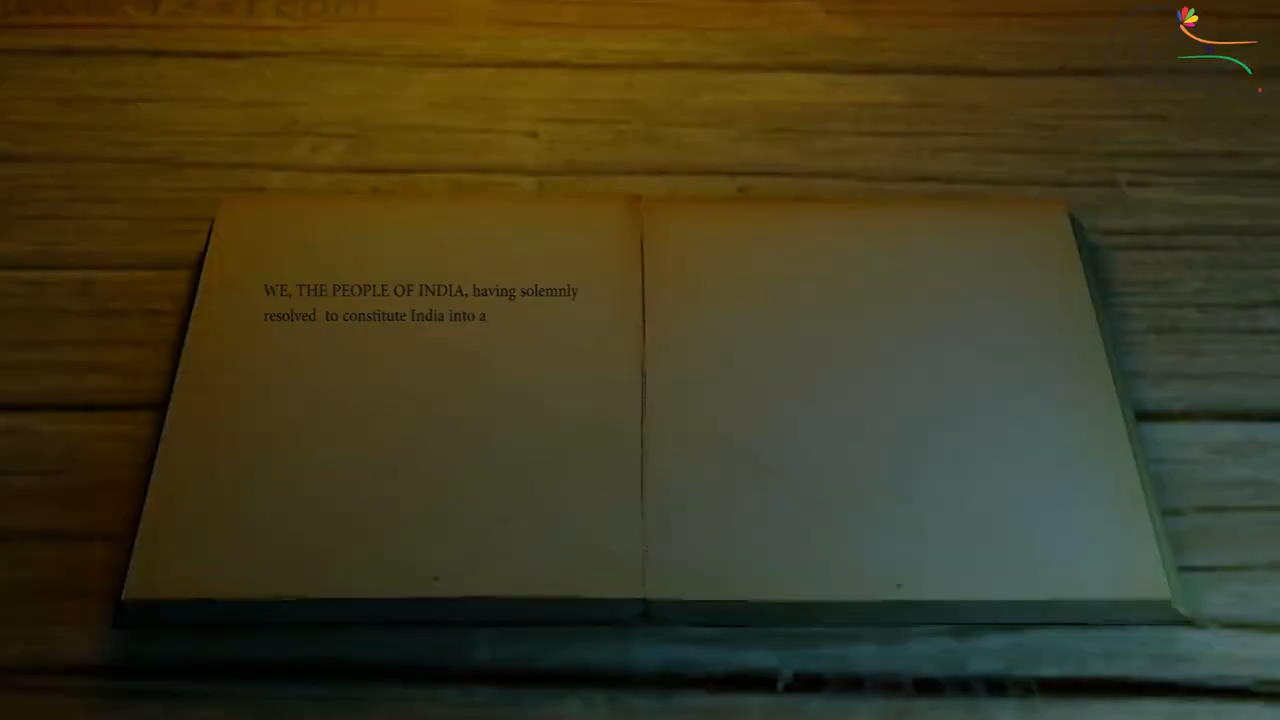 WE, THE PEOPLE OF INDIA, having solemnly
resolved  to constitute India into a